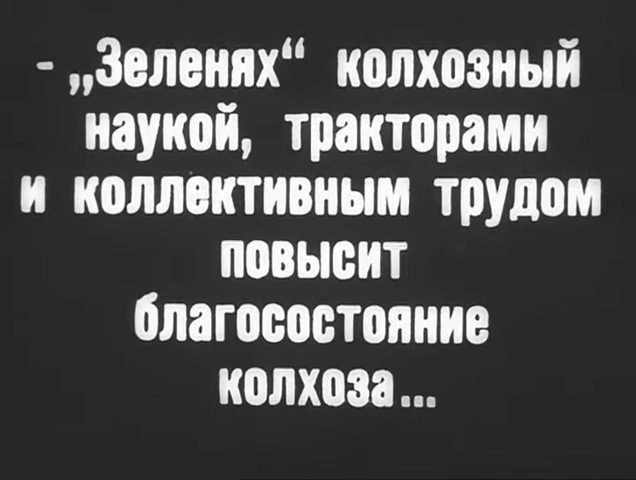 - „Зеленях“ колхозный
наукой, тракторами
и коллективным трудом
повысит
благосостояние
колхоза...